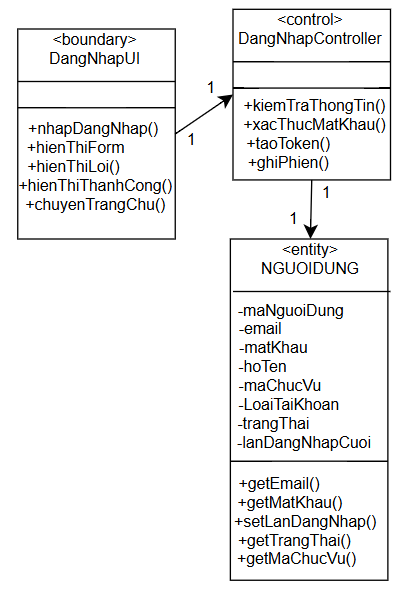 <boundary>
DangNhapUI
+nhapDangNhap()
+hienThiForm
+hienThiLoi()
+hienThiThanhCong()
+chuyenTrangChu()
1
1
<control>
DangNhapController
+kiemTraThongTin()
+xacThucMatKhau()
+taoToken()
+ghiPhien()
1
1
<entity>
NGUOIDUNG
-maNguoiDung
-email
-matKhau
-hoTen
-maChucVu
-LoaiTaiKhoan
-trangThai
-lanDangNhapCuoi
+getEmail()
+getMatKhau()
+setLanDangNhap()
+getTrangThai()
+getMaChucVu()